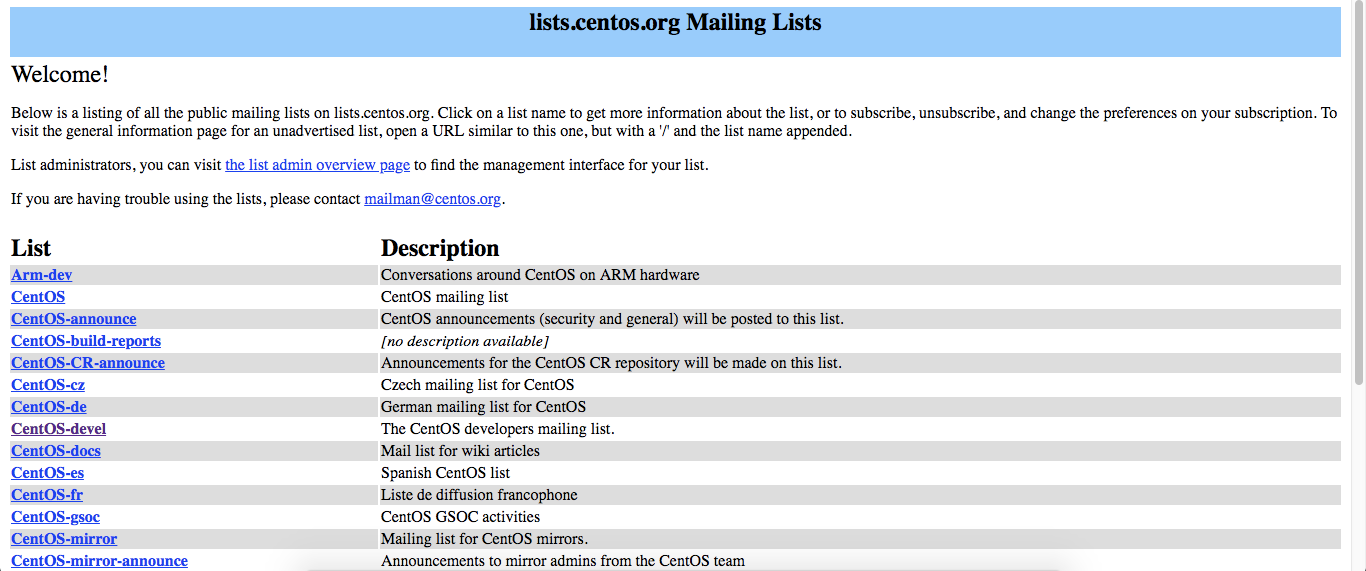 lists.centos.org Mailing Lists
Welcome!
Below is a listing of all the public mailing lists on lists.centos.org. Click on a list name to get more information about the list, or to subscribe, unsubscribe, and change the preferences on your subscription. To
visit the general information page for an unadvertised list, open a URL similar to this one, but with a '/' and the list name appended.
List administrators, you can visit the list admin overview page to find the management interface for your list.
If you are having trouble using the lists, please contact mailman@centos.org.
List Description
Arm-dev Conversations around CentOS on ARM hardware
CentOS CentOS mailing list
CentOS-announce CentOS announcements (security and general) will be posted to this list.
CentOS-build-reports [no description available]
CentOS-CR-announce Announcements for the CentOS CR repository will be made on this list.
CentOS-cz Czech mailing list for CentOS
CentOS-de German mailing list for CentOS
CentOS-devel The CentOS developers mailing list.
CentOS-docs Mail list for wiki articles
CentOS-es Spanish CentOS list
CentOS-fr Liste de diffusion francophone
CentOS-gsoc CentOS GSOC activities
CentOS-mirror Mailing list for CentOS mirrors.
CentOS-mirror-announce Announcements to mirror admins from the CentOS team